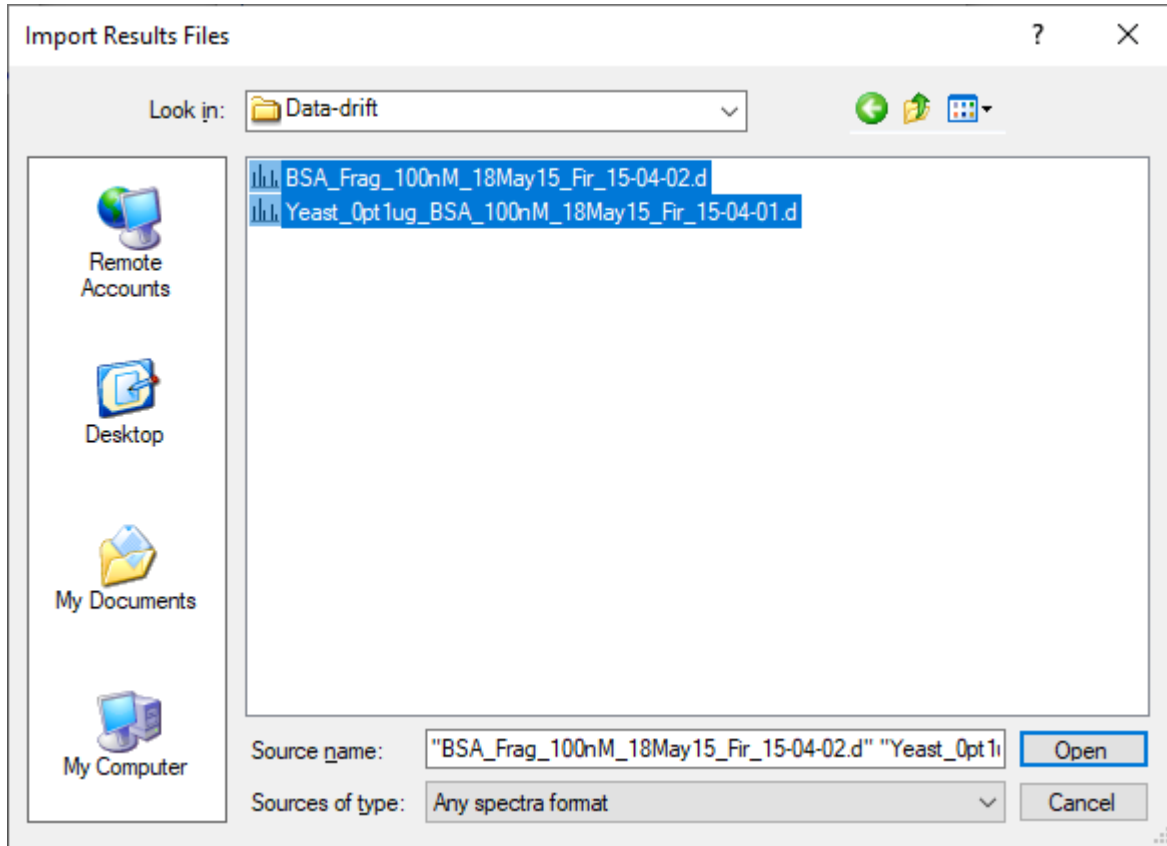 Import Results Files
?
Look in:
Data-drift
BSA_Frag_100nM_18May15_Fir_15-04-02.d
Yeast_0pt1ug_BSA_100nM_18May15_Fir_15-04-01.d
Remote
Accounts
Desktop
My Documents
My Computer
Source name:
"BSA_Frag_100nM_18May15_Fir_15-04-02.d" "Yeast_0pt1u
Open
Sources of type:
Any spectra format
Cancel